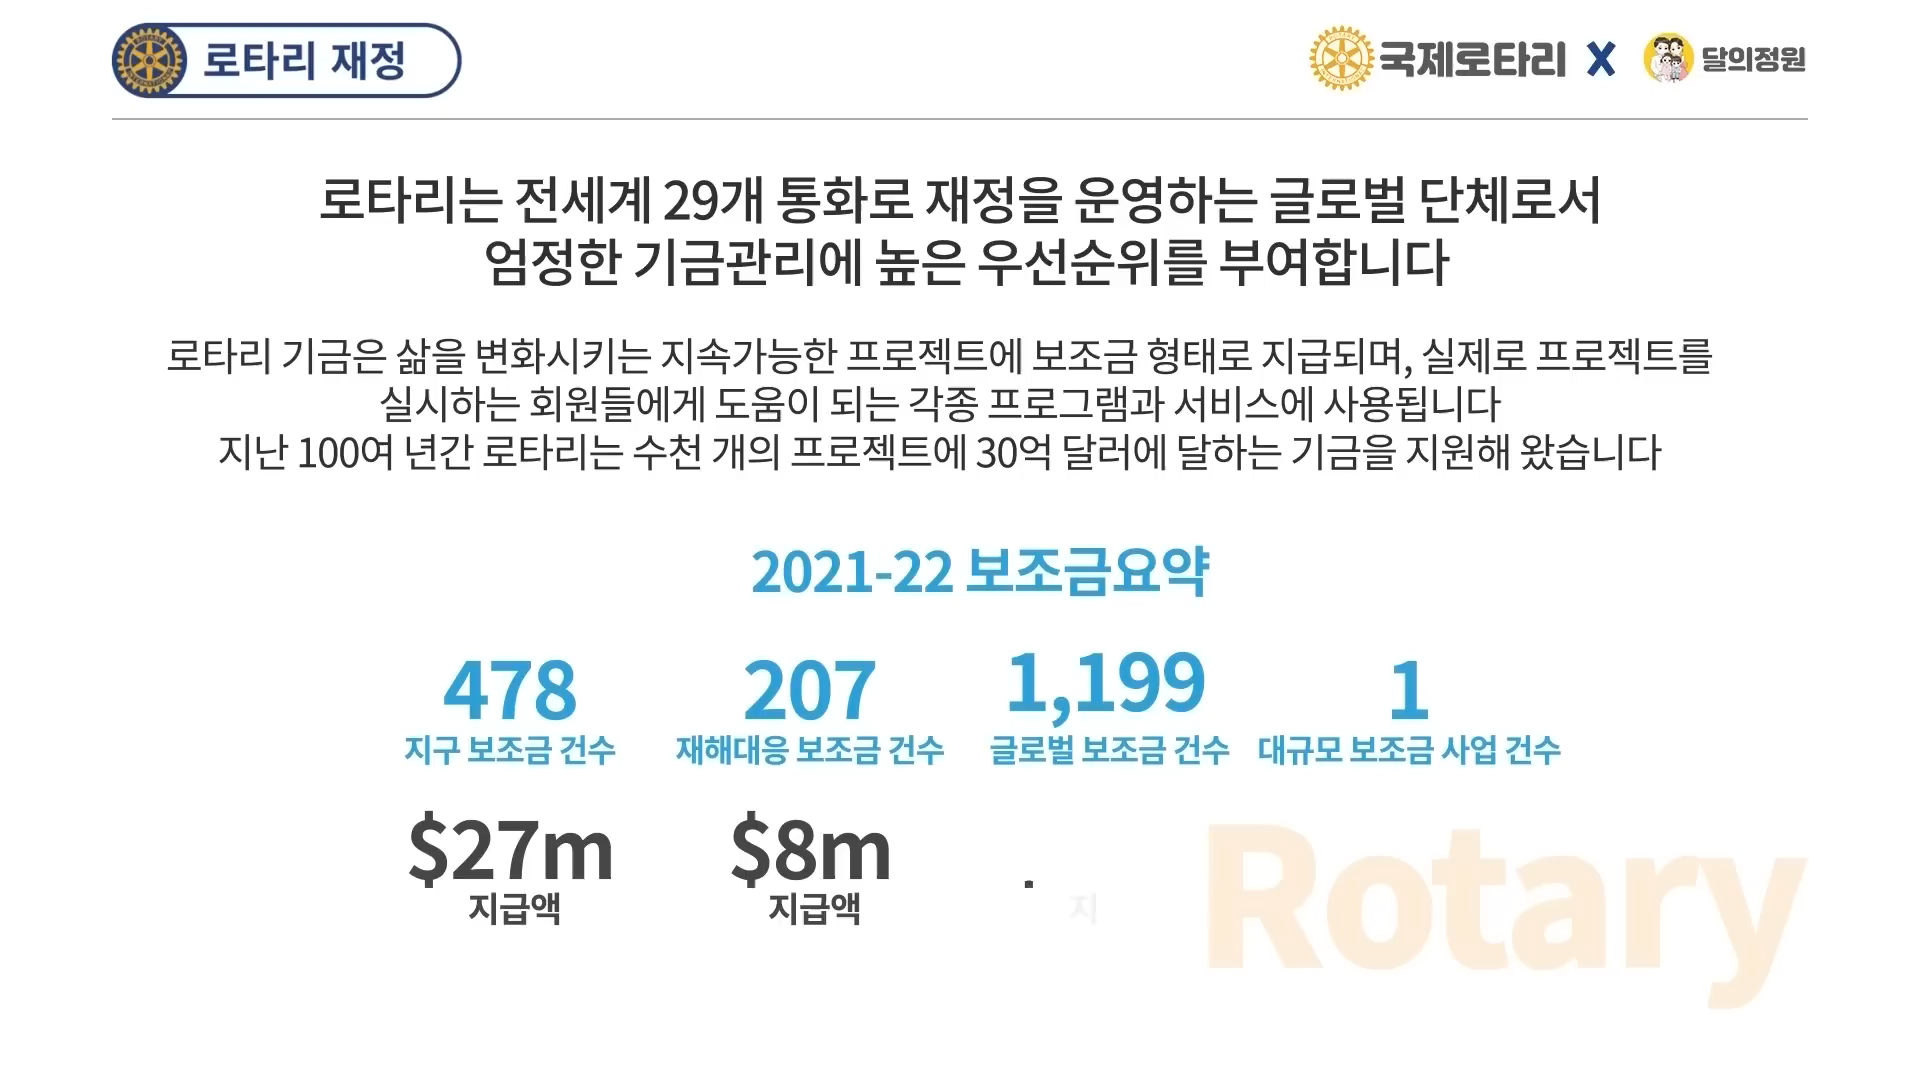 로타리 재정
국제로타리 X 달의정원
로타리는 전세계 29개 통화로 재정을 운영하는 글로벌 단체로서
엄정한 기금관리에 높은 우선순위를 부여합니다
로타리 기금은 삶을 변화시키는 지속가능한 프로젝트에 보조금 형태로 지급되며, 실제로 프로젝트를
실시하는 회원들에게 도움이 되는 각종 프로그램과 서비스에 사용됩니다
지난 100여 년간 로타리는 수천 개의 프로젝트에 30억 달러에 달하는 기금을 지원해 왔습니다
2021-22 보조금요약
478 207 1,199 1
지구 보조금 건수 재해대응 보조금 건수 글로벌 보조금 건수 대규모 보조금 사업 건수
$27m $8m
지급액 지급액 지
Rotary